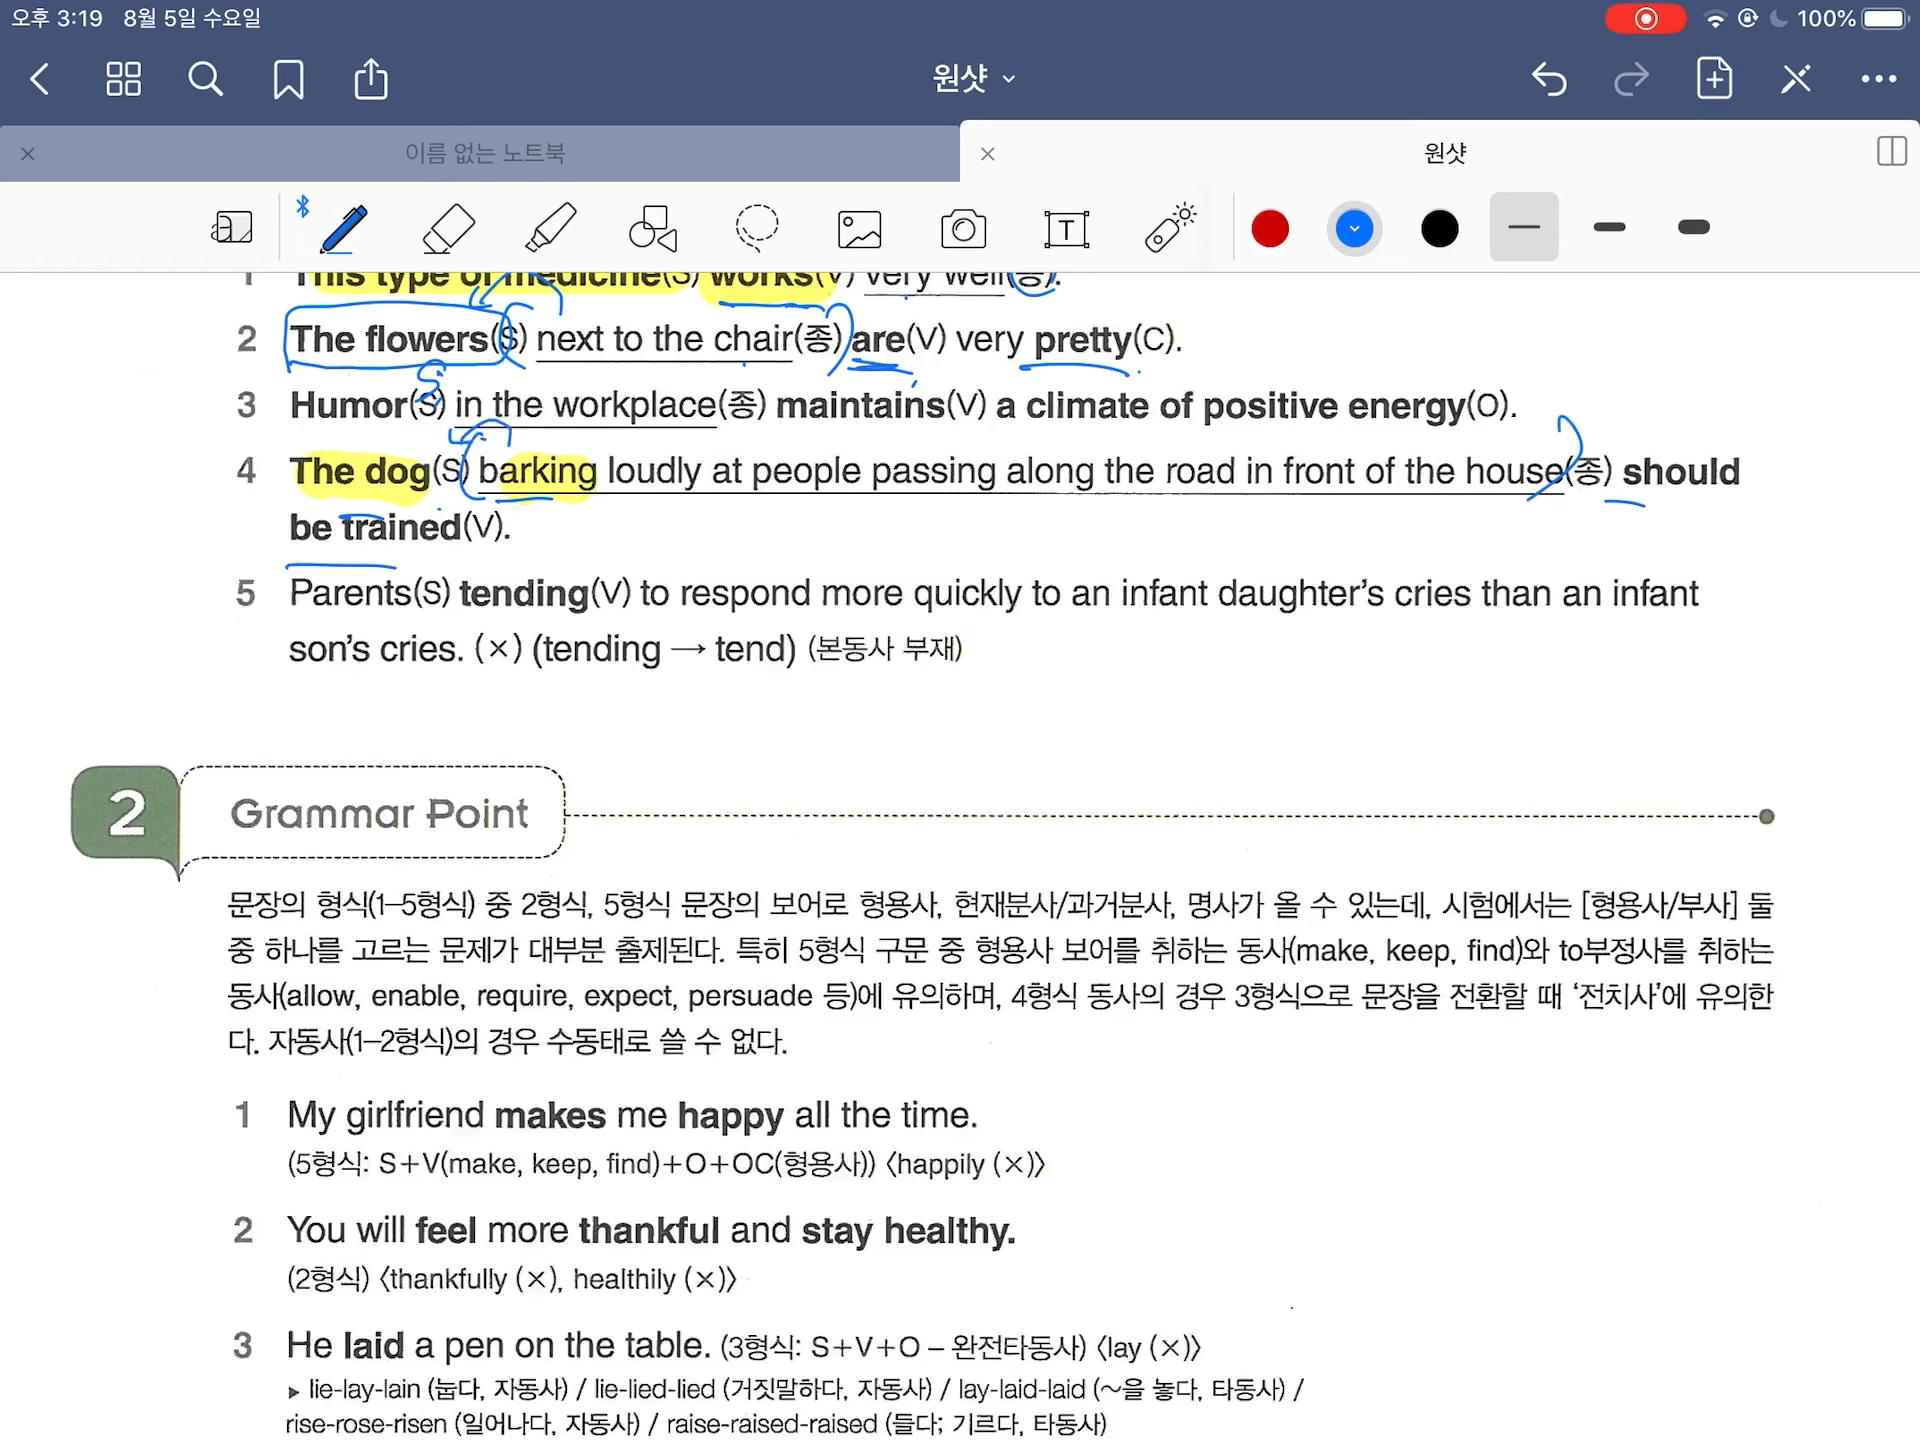 오후 3:19 8월 5일 수요일 100%
원샷
이름 없는 노트북 원샷
1 This type of medicine(S) works(V) very well(종).
2 The flowers(S) next to the chair(종) are(V) very pretty(C).
3 Humor(S) in the workplace(종) maintains(V) a climate of positive energy(O).
4 The dog(S) barking loudly at people passing along the road in front of the house(종) should
be trained(V).
5 Parents(S) tending(V) to respond more quickly to an infant daughter's cries than an infant
son's cries. (×) (tending → tend) (본동사 부재)
2 Grammar Point
문장의 형식(1–5형식) 중 2형식, 5형식 문장의 보어로 형용사, 현재분사/과거분사, 명사가 올 수 있는데, 시험에서는 [형용사/부사] 둘
중 하나를 고르는 문제가 대부분 출제된다. 특히 5형식 구문 중 형용사 보어를 취하는 동사(make, keep, find)와 to부정사를 취하는
동사(allow, enable, require, expect, persuade 등)에 유의하며, 4형식 동사의 경우 3형식으로 문장을 전환할 때 '전치사'에 유의한
다. 자동사(1–2형식)의 경우 수동태로 쓸 수 없다.
1 My girlfriend makes me happy all the time.
(5형식: S+V(make, keep, find)+O+OC(형용사)) 〈happily (×)〉
2 You will feel more thankful and stay healthy.
(2형식) 〈thankfully (×), healthily (×)〉
3 He laid a pen on the table. (3형식: S+V+O – 완전타동사) 〈lay (×)〉
▸ lie-lay-lain (눕다, 자동사) / lie-lied-lied (거짓말하다, 자동사) / lay-laid-laid (~을 놓다, 타동사) /
rise-rose-risen (일어나다, 자동사) / raise-raised-raised (들다; 기르다, 타동사)